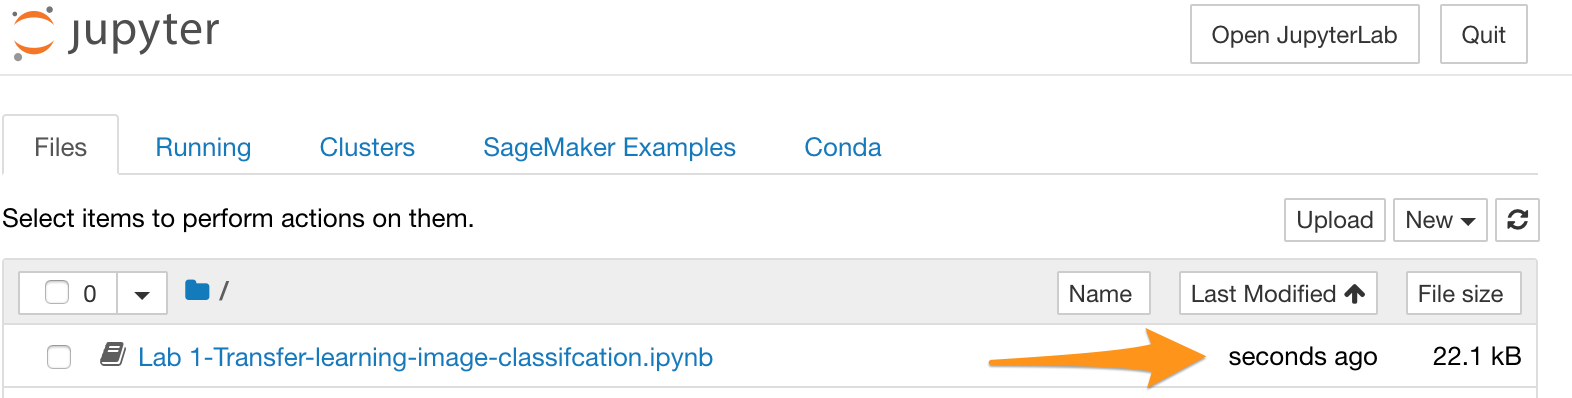 jupyter
Open JupyterLab
Quit
Files
Running
Clusters
SageMaker Examples
Conda
Select items to perform actions on them.
Upload
New
0
/
Name
Last Modified
File size
Lab 1-Transfer-learning-image-classifcation.ipynb
seconds ago
22.1 kB